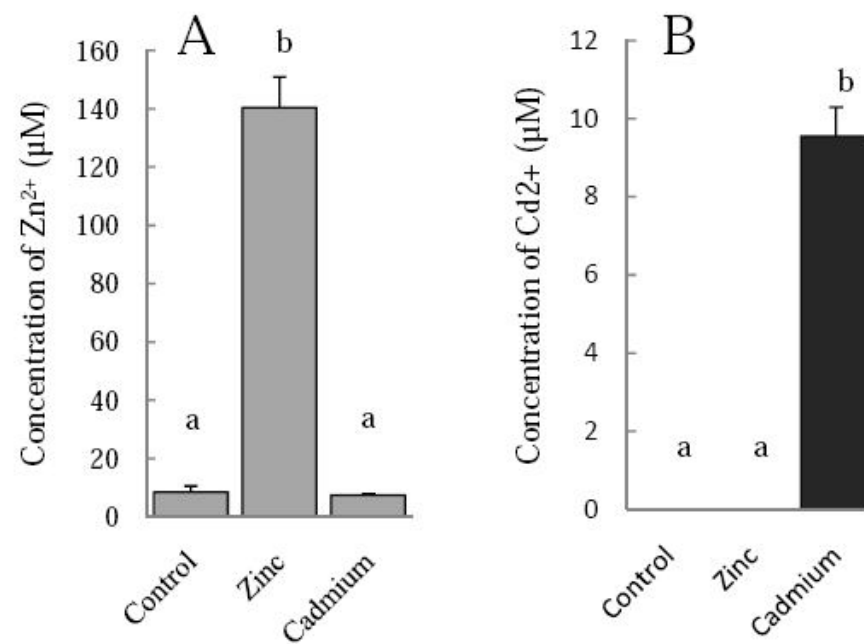 A
Concentration of Zn²⁺ (μM)
160
140
120
100
80
60
40
20
0
a
b
a
Control
Zinc
Cadmium
B
Concentration of Cd2+ (μM)
12
10
8
6
4
2
0
a
a
b
Control
Zinc
Cadmium